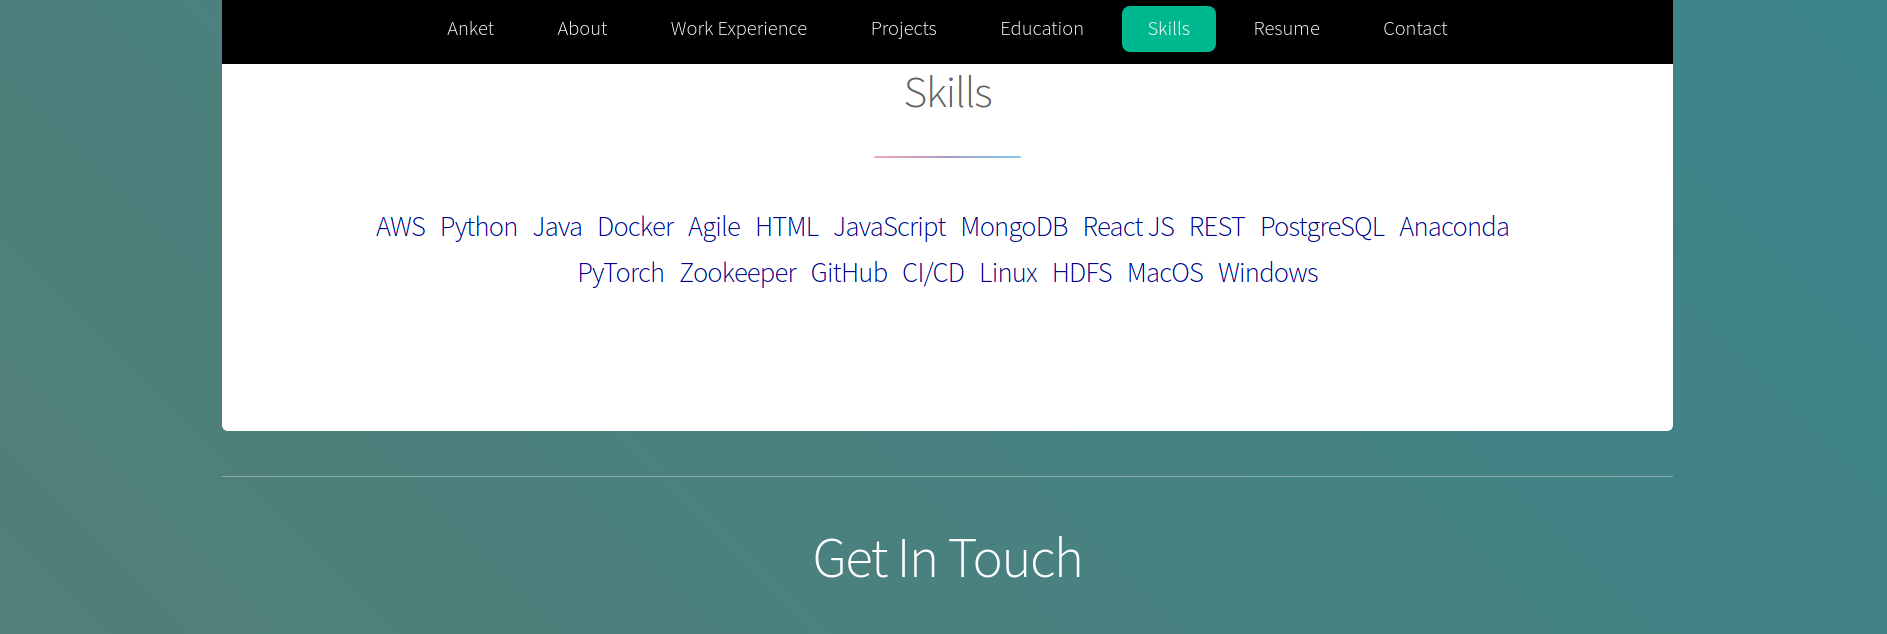 Anket About Work Experience Projects Education Skills Resume Contact
Skills
AWS Python Java Docker Agile HTML JavaScript MongoDB React JS REST PostgreSQL Anaconda
PyTorch Zookeeper GitHub CI/CD Linux HDFS MacOS Windows
Get In Touch